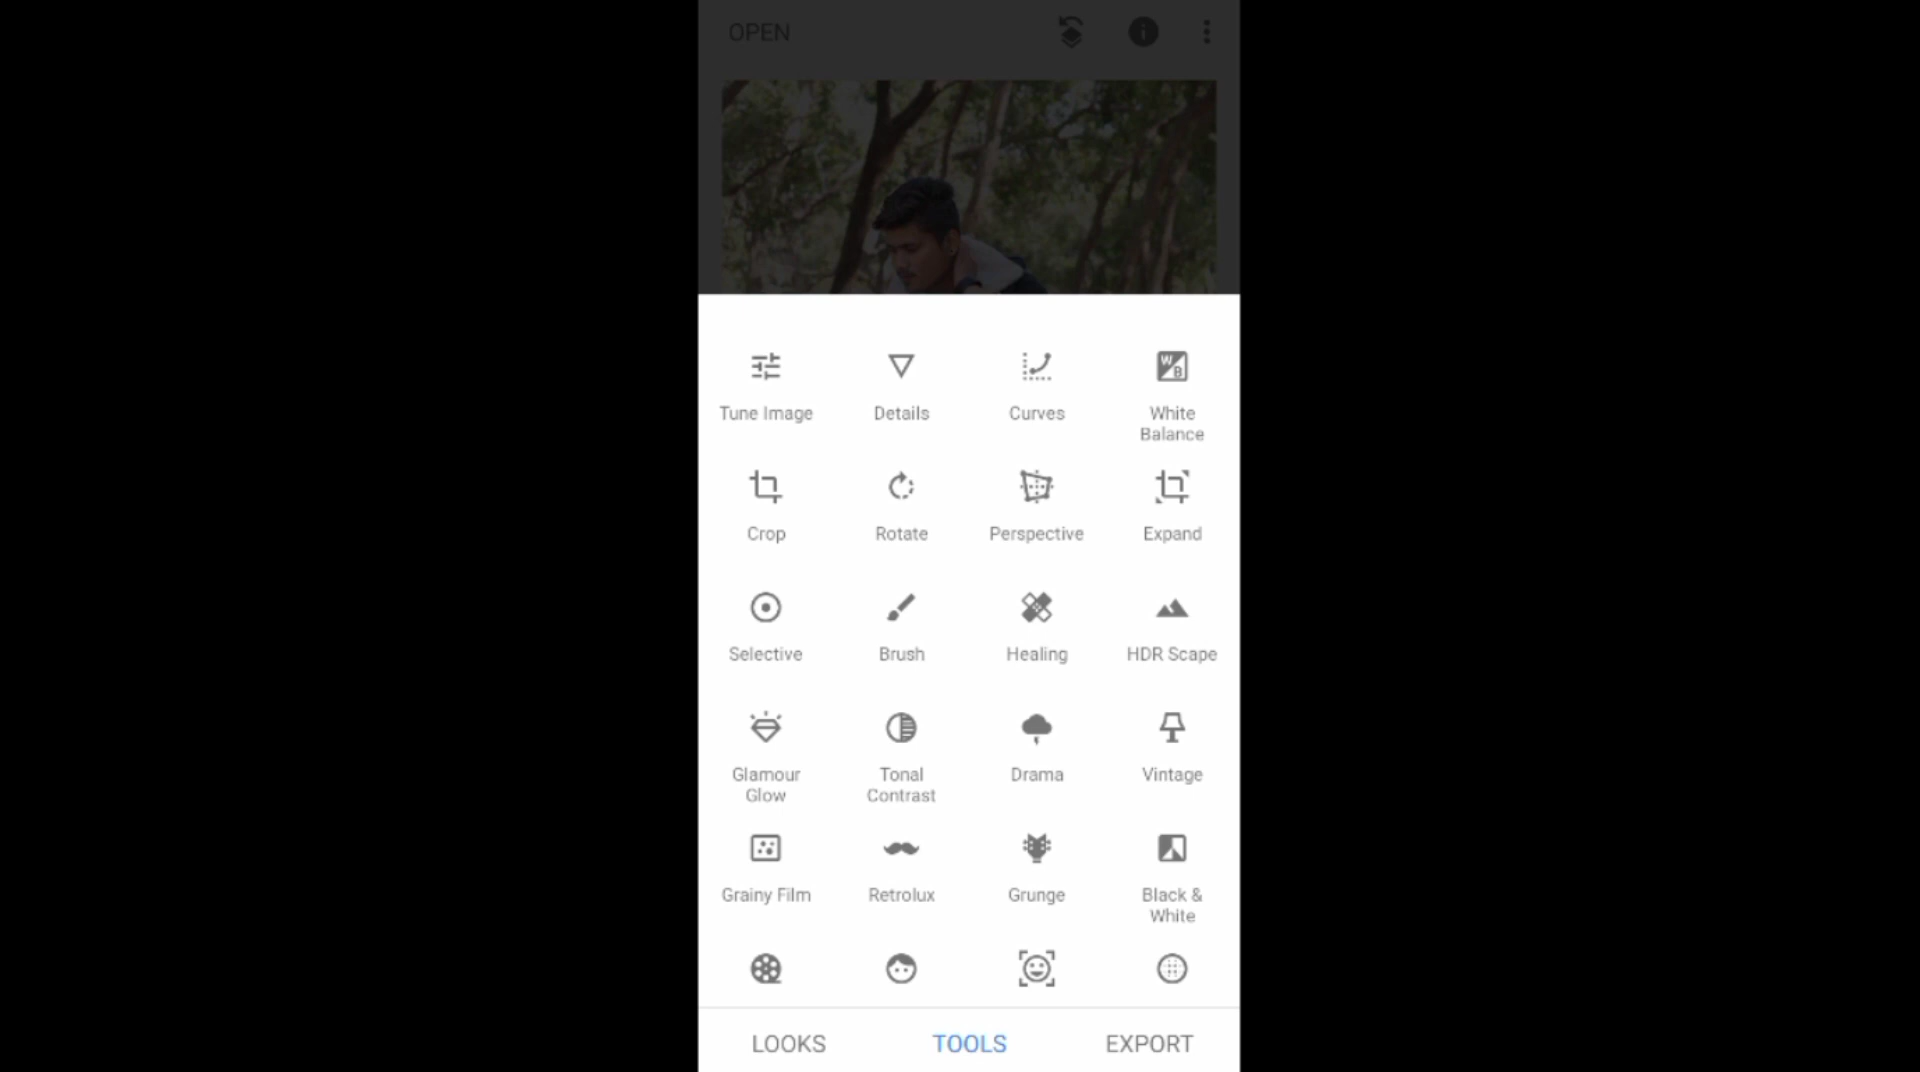 OPEN
Tune Image
Details
Curves
White
Balance
Crop
Rotate
Perspective
Expand
Selective
Brush
Healing
HDR Scape
Glamour
Glow
Tonal
Contrast
Drama
Vintage
Grainy Film
Retrolux
Grunge
Black &
White
LOOKS
TOOLS
EXPORT